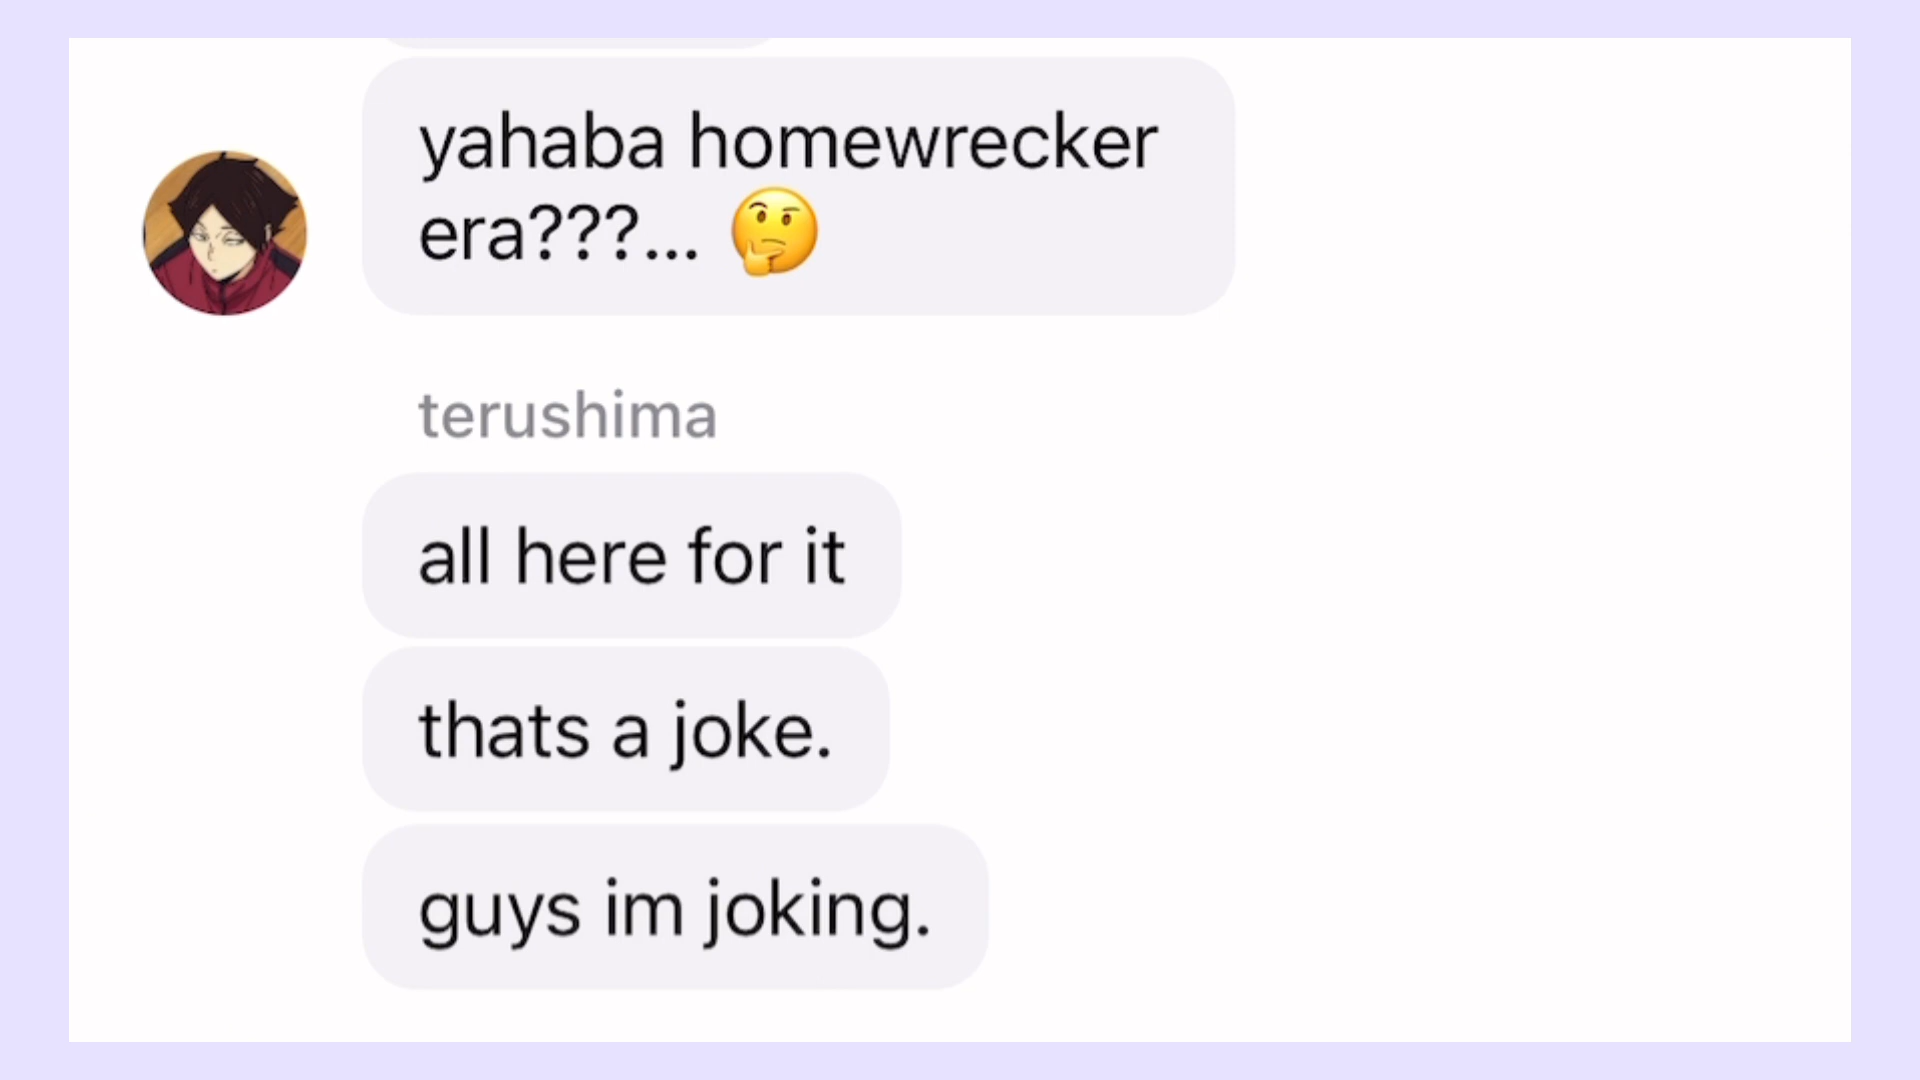 yahaba homewrecker
era???... 🤔
terushima
all here for it
thats a joke.
guys im joking.